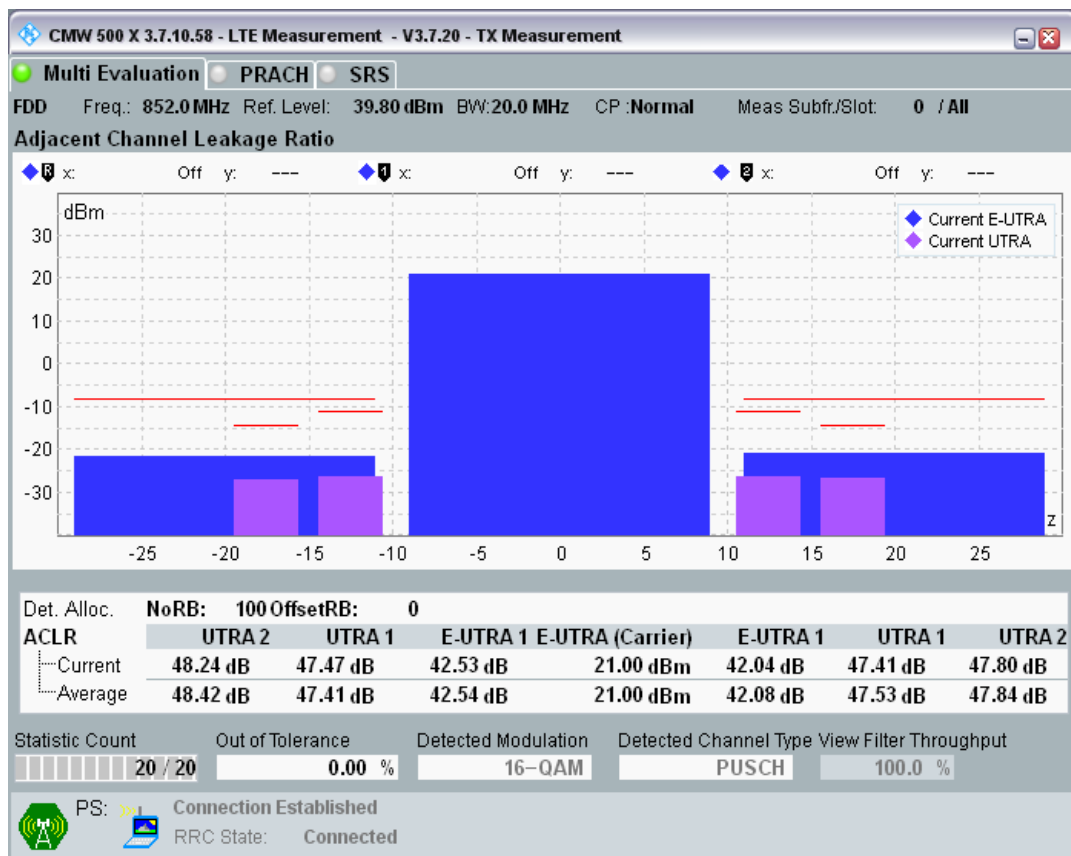 CMW 500 X 3.7.10.58 - LTE Measurement - V3.7.20 - TX Measurement
Multi Evaluation PRACH SRS
FDD Freq.: 852.0 MHz Ref. Level: 39.80 dBm BW:20.0 MHz CP :Normal Meas Subfr./Slot: 0 / All
Adjacent Channel Leakage Ratio
R x: Off y: --- 1 x: Off y: --- 2 x: Off y: ---
dBm
Current E-UTRA
Current UTRA
30
20
10
0
-10
-20
-30
z
-25 -20 -15 -10 -5 0 5 10 15 20 25
Det. Alloc. NoRB: 100 OffsetRB: 0
ACLR UTRA 2 UTRA 1 E-UTRA 1 E-UTRA (Carrier) E-UTRA 1 UTRA 1 UTRA 2
Current 48.24 dB 47.47 dB 42.53 dB 21.00 dBm 42.04 dB 47.41 dB 47.80 dB
Average 48.42 dB 47.41 dB 42.54 dB 21.00 dBm 42.08 dB 47.53 dB 47.84 dB
Statistic Count Out of Tolerance Detected Modulation Detected Channel Type View Filter Throughput
20 / 20 0.00 % 16-QAM PUSCH 100.0 %
PS: Connection Established
RRC State: Connected